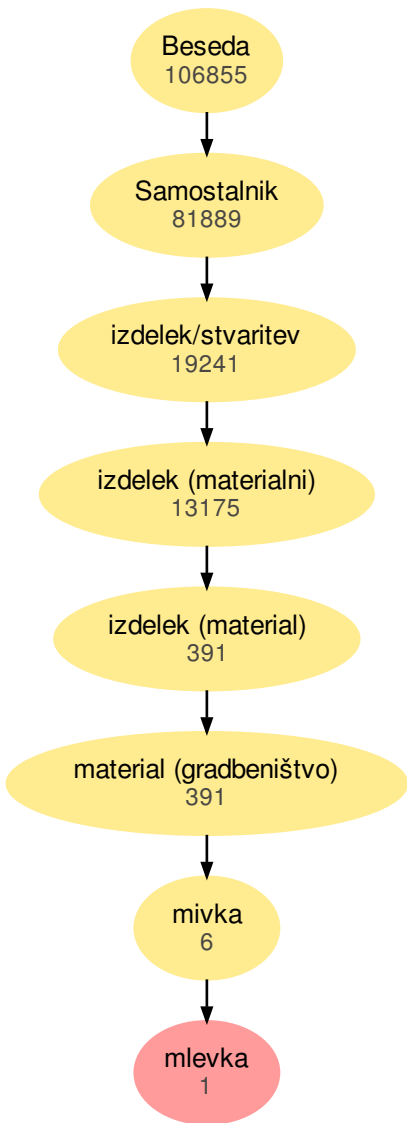 Beseda
106855
Samostalnik
81889
izdelek/stvaritev
19241
izdelek (materialni)
13175
izdelek (material)
391
material (gradbeništvo)
391
mivka
6
mlevka
1